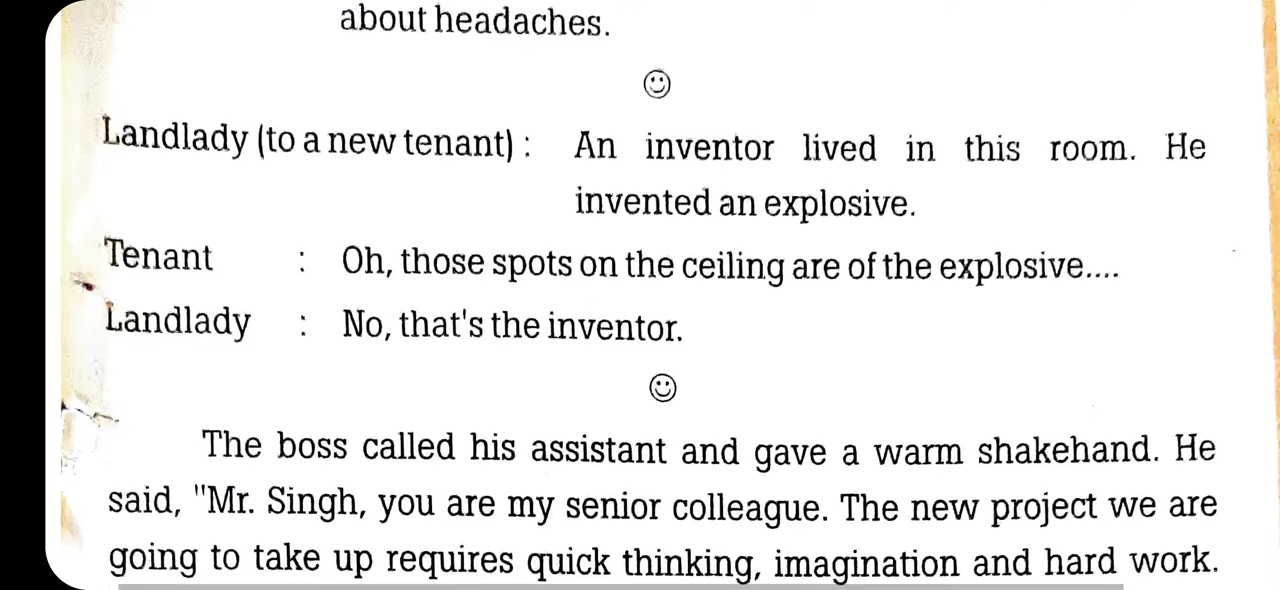 about headaches.
Landlady (to a new tenant) : An inventor lived in this room. He
invented an explosive.
Tenant : Oh, those spots on the ceiling are of the explosive....
Landlady : No, that's the inventor.
The boss called his assistant and gave a warm shakehand. He
said, "Mr. Singh, you are my senior colleague. The new project we are
going to take up requires quick thinking, imagination and hard work.